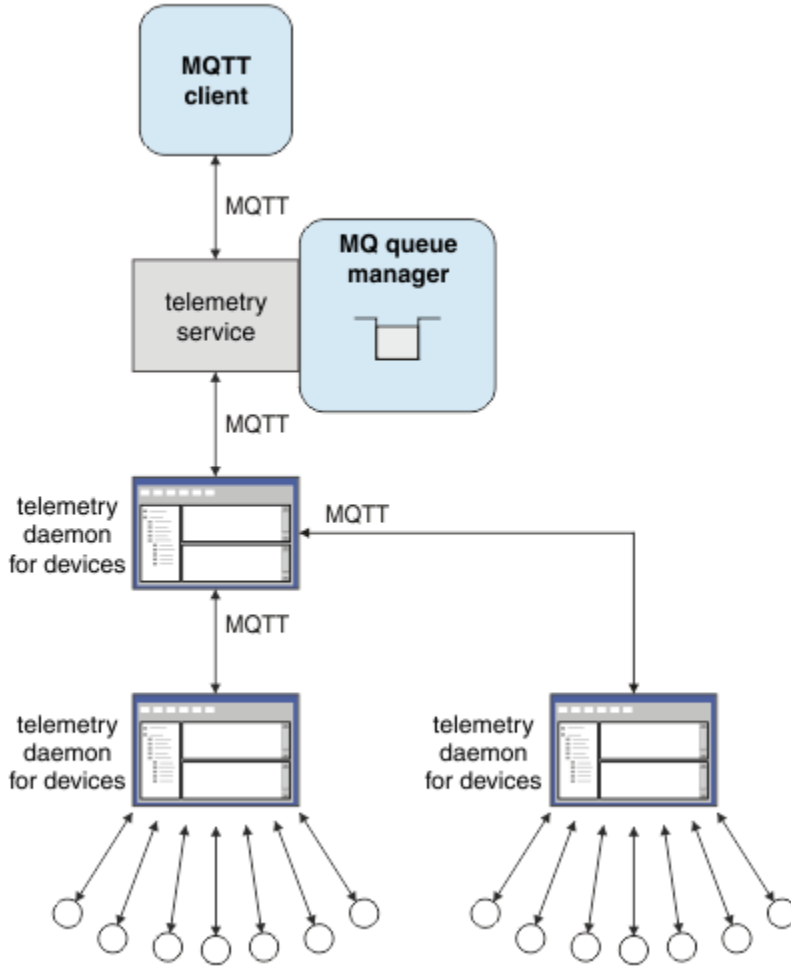 MQTT
client
MQTT
MQ queue
manager
telemetry
service
MQTT
telemetry
daemon
for devices
MQTT
MQTT
telemetry
daemon
for devices
telemetry
daemon
for devices